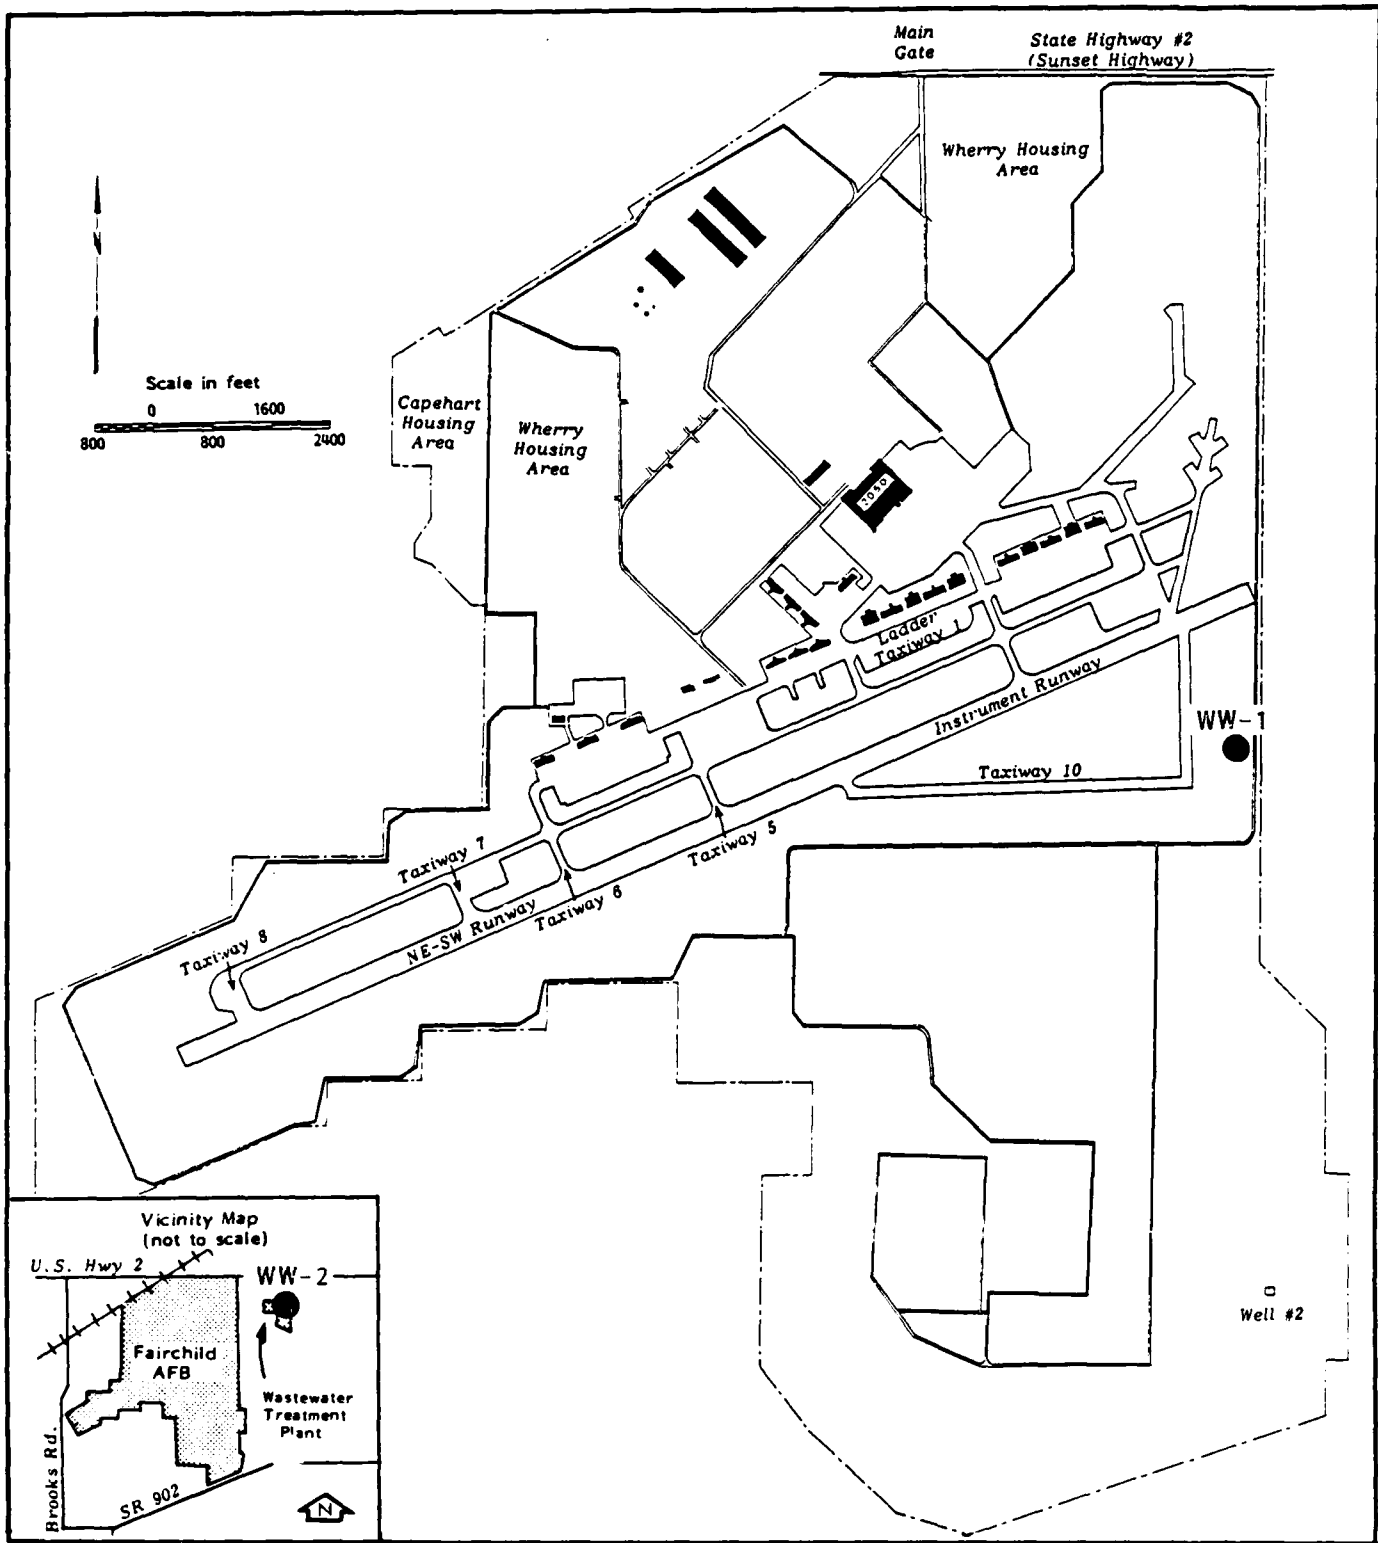 Main
Gate
State Highway #2
(Sunset Highway)
Wherry Housing
Area
Scale in feet
0 1600
800 800 2400
Capehart
Housing
Area
Wherry
Housing
Area
2050
Ladder
Taxiway 1
Instrument Runway
WW-1
Taxiway 10
Taxiway 5
Taxiway 7
Taxiway 6
NE-SW Runway
Taxiway 8
Vicinity Map
(not to scale)
U.S. Hwy 2
WW-2
Fairchild
AFB
Wastewater
Treatment
Plant
Brooks Rd.
SR 902
N
Well #2